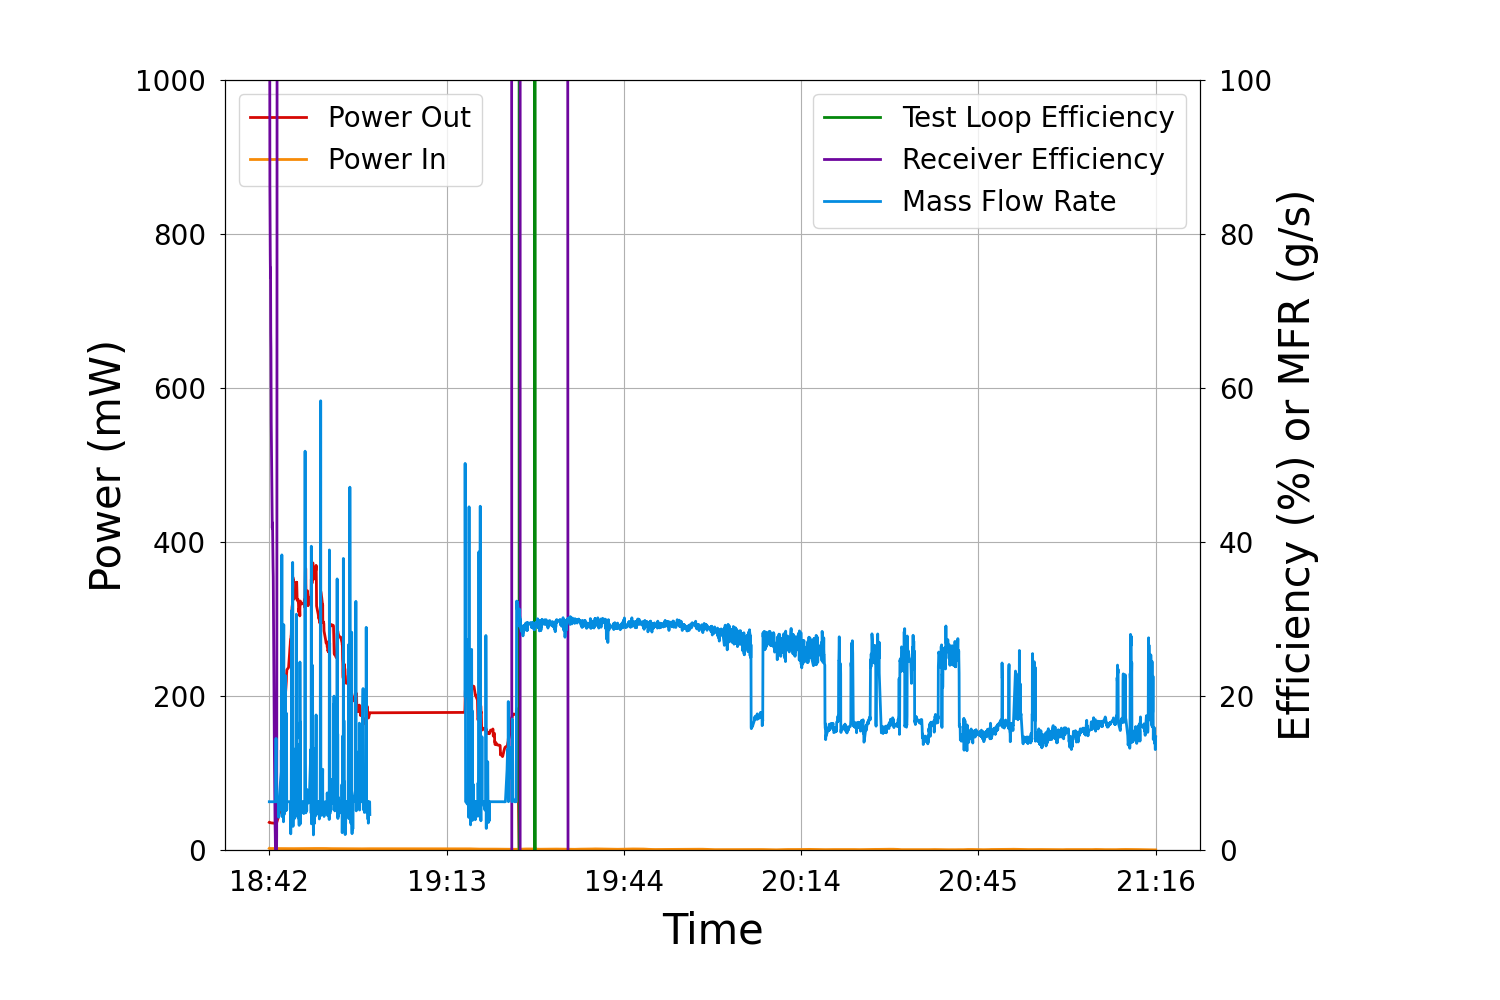 1000
800
600
400
200
0
Power (mW)
Power Out
Power In
Test Loop Efficiency
Receiver Efficiency
Mass Flow Rate
100
80
60
40
20
0
Efficiency (%) or MFR (g/s)
18:42 19:13 19:44 20:14 20:45 21:16
Time